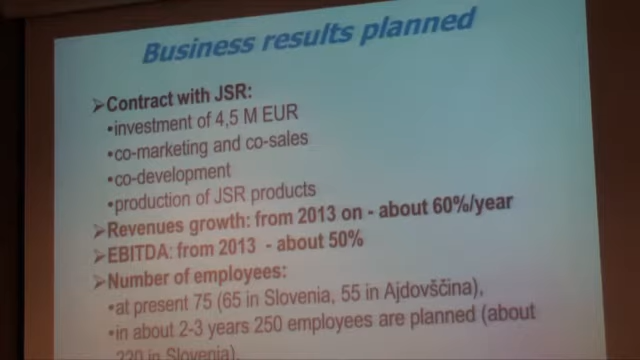 Business results planned
➢Contract with JSR:
•investment of 4,5 M EUR
•co-marketing and co-sales
•co-development
•production of JSR products
➢Revenues growth: from 2013 on - about 60%/year
➢EBITDA: from 2013 - about 50%
➢Number of employees:
•at present 75 (65 in Slovenia, 55 in Ajdovščina),
•in about 2-3 years 250 employees are planned (about
220 in Slovenia).